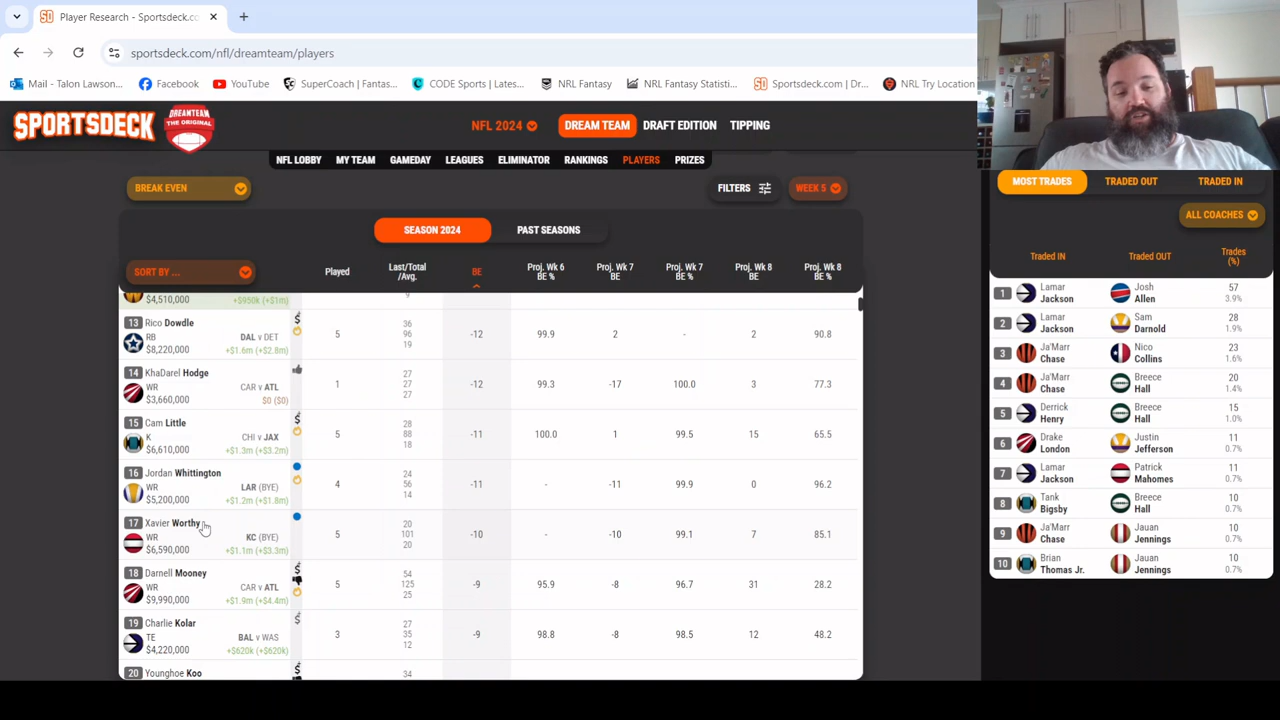 Player Research - Sportsdeck.cc
sportsdeck.com/nfl/dreamteam/players
Mail - Talon Lawson... Facebook YouTube SuperCoach | Fantas... CODE Sports | Lates... NRL Fantasy NRL Fantasy Statisti... Sportsdeck.com | Dr... NRL Try Location
SPORTSDECK DREAMTEAM THE ORIGINAL
NFL 2024 DREAM TEAM DRAFT EDITION TIPPING
NFL LOBBY MY TEAM GAMEDAY LEAGUES ELIMINATOR RANKINGS PLAYERS PRIZES
BREAK EVEN FILTERS WEEK 5
SEASON 2024 PAST SEASONS
SORT BY ... Played Last/Total /Avg. BE Proj. Wk 6 BE % Proj. Wk 7 BE Proj. Wk 7 BE % Proj. Wk 8 BE Proj. Wk 8 BE %
$4,510,000 +$950k (+$1m) 9
13 Rico Dowdle
RB DAL v DET
$8,220,000 +$1.6m (+$2.8m)
5 36 96 19 -12 99.9 2 - 2 90.8
14 KhaDarel Hodge
WR CAR v ATL
$3,660,000 $0 ($0)
1 27 27 27 -12 99.3 -17 100.0 3 77.3
15 Cam Little
K CHI v JAX
$6,610,000 +$1.3m (+$3.2m)
5 28 88 18 -11 100.0 1 99.5 15 65.5
16 Jordan Whittington
WR LAR (BYE)
$5,200,000 +$1.2m (+$1.8m)
4 24 56 14 -11 - -11 99.9 0 96.2
17 Xavier Worthy
WR KC (BYE)
$6,590,000 +$1.1m (+$3.3m)
5 20 101 20 -10 - -10 99.1 7 85.1
18 Darnell Mooney
WR CAR v ATL
$9,990,000 +$1.9m (+$4.4m)
5 54 125 25 -9 95.9 -8 96.7 31 28.2
19 Charlie Kolar
TE BAL v WAS
$4,220,000 +$620k (+$620k)
3 27 35 12 -9 98.8 -8 98.5 12 48.2
20 Younghoe Koo 34
MOST TRADES TRADED OUT TRADED IN
ALL COACHES
Traded IN Traded OUT Trades (%)
1 Lamar Jackson Josh Allen 57 3.9%
2 Lamar Jackson Sam Darnold 28 1.9%
3 Ja'Marr Chase Nico Collins 23 1.6%
4 Ja'Marr Chase Breece Hall 20 1.4%
5 Derrick Henry Breece Hall 15 1.0%
6 Drake London Justin Jefferson 11 0.7%
7 Lamar Jackson Patrick Mahomes 11 0.7%
8 Tank Bigsby Breece Hall 10 0.7%
9 Ja'Marr Chase Jauan Jennings 10 0.7%
10 Brian Thomas Jr. Jauan Jennings 10 0.7%